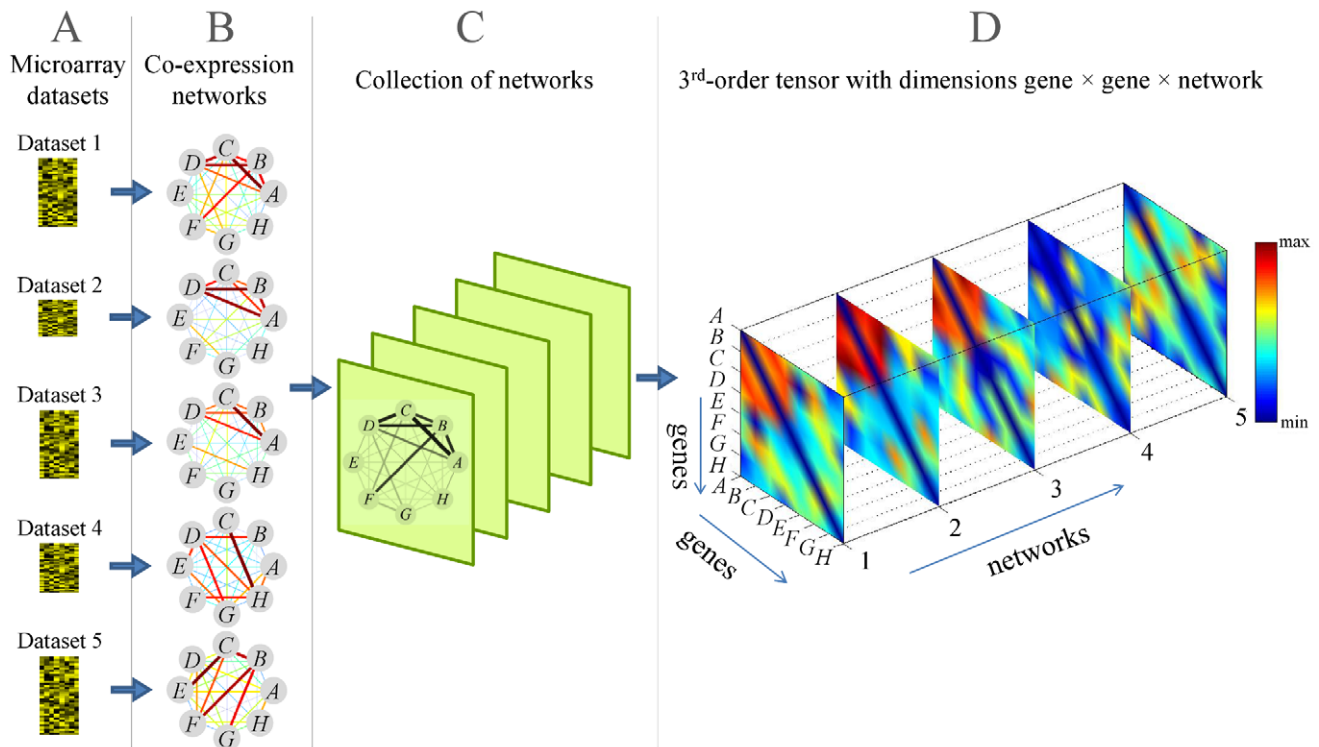 A
Microarray
datasets
Dataset 1
Dataset 2
Dataset 3
Dataset 4
Dataset 5
B
Co-expression
networks
C
D
B
E
A
F
H
G
C
D
B
E
A
F
H
G
C
D
B
E
A
F
H
G
C
D
B
E
A
F
H
G
C
D
B
E
A
F
H
G
C
Collection of networks
C
D
B
E
A
F
H
G
D
3rd-order tensor with dimensions gene × gene × network
A
B
C
D
E
F
G
H
genes
A
B
C
D
E
F
G
H
genes
1
2
3
4
5
networks
max
min